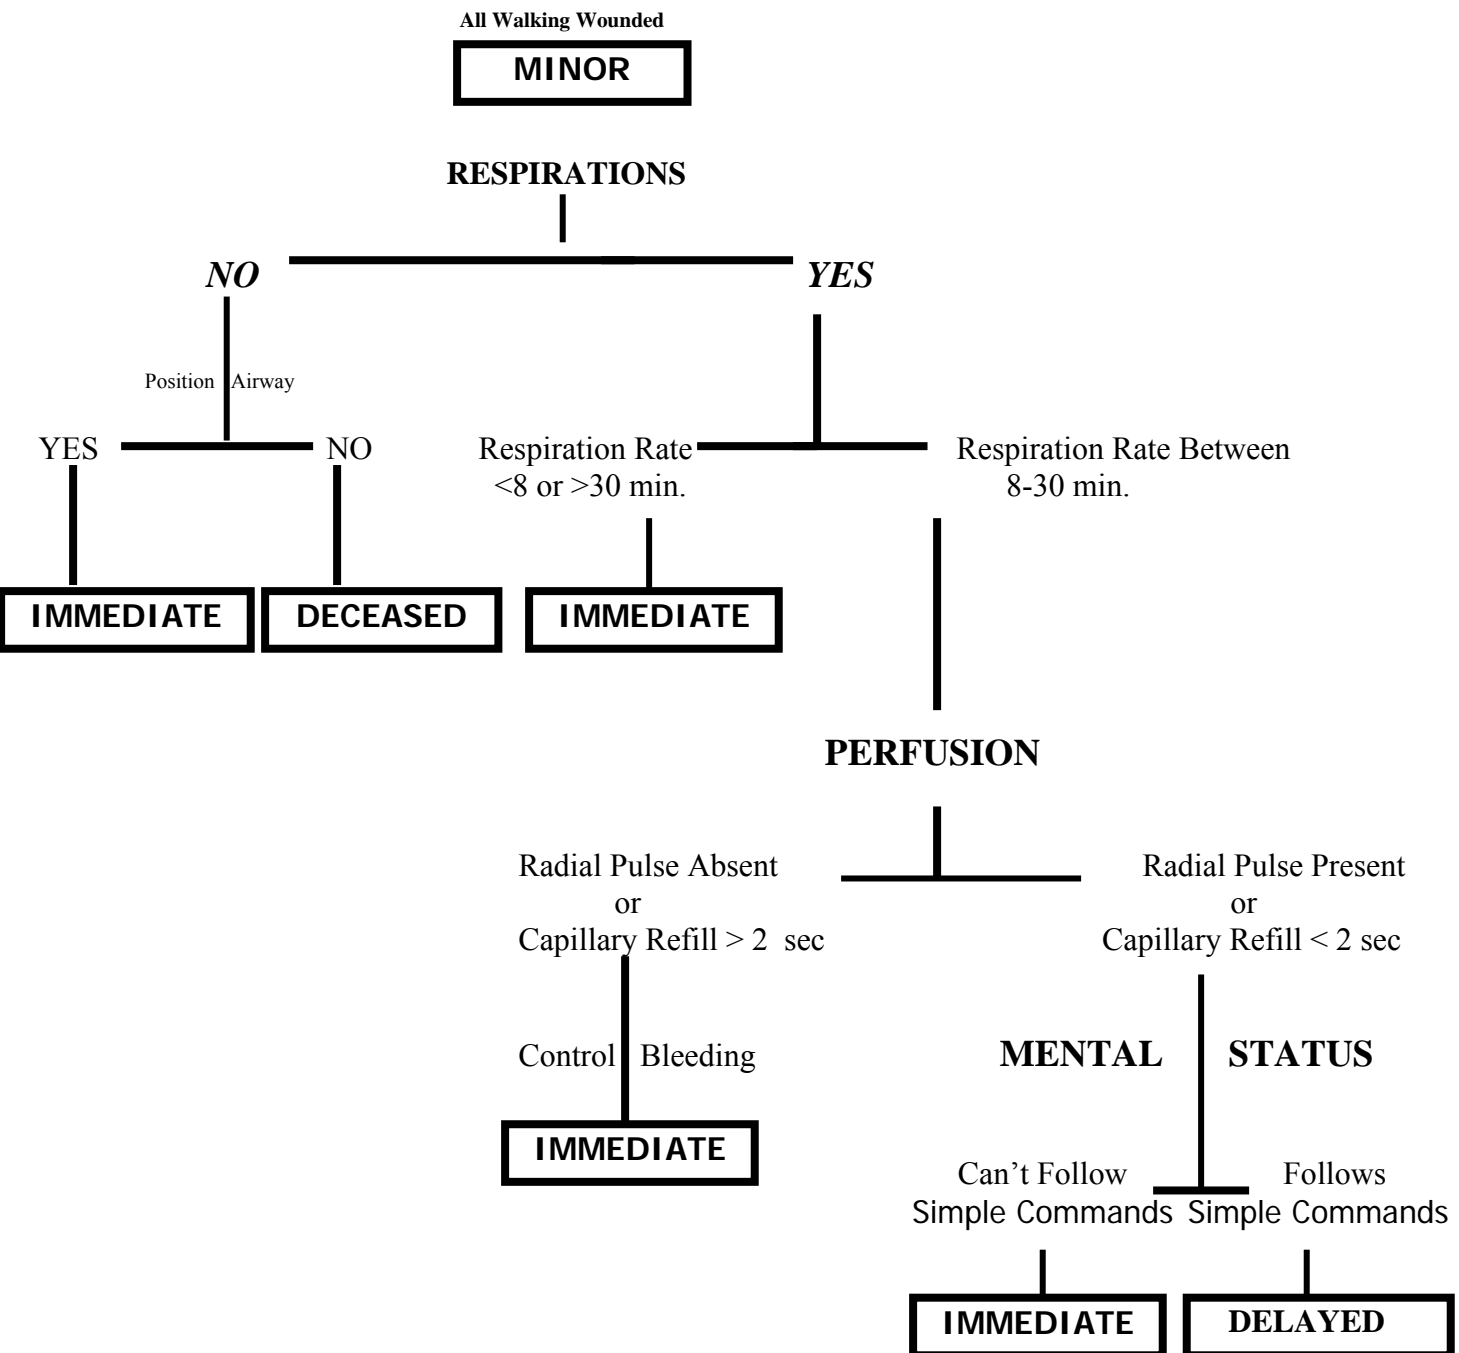 All Walking Wounded
MINOR
RESPIRATIONS
NO
YES
Position Airway
YES
NO
Respiration Rate
<8 or >30 min.
Respiration Rate Between
8-30 min.
IMMEDIATE
DECEASED
IMMEDIATE
PERFUSION
Radial Pulse Absent
or
Capillary Refill > 2 sec
Radial Pulse Present
or
Capillary Refill < 2 sec
Control Bleeding
MENTAL STATUS
IMMEDIATE
Can’t Follow
Simple Commands
Follows
Simple Commands
IMMEDIATE
DELAYED